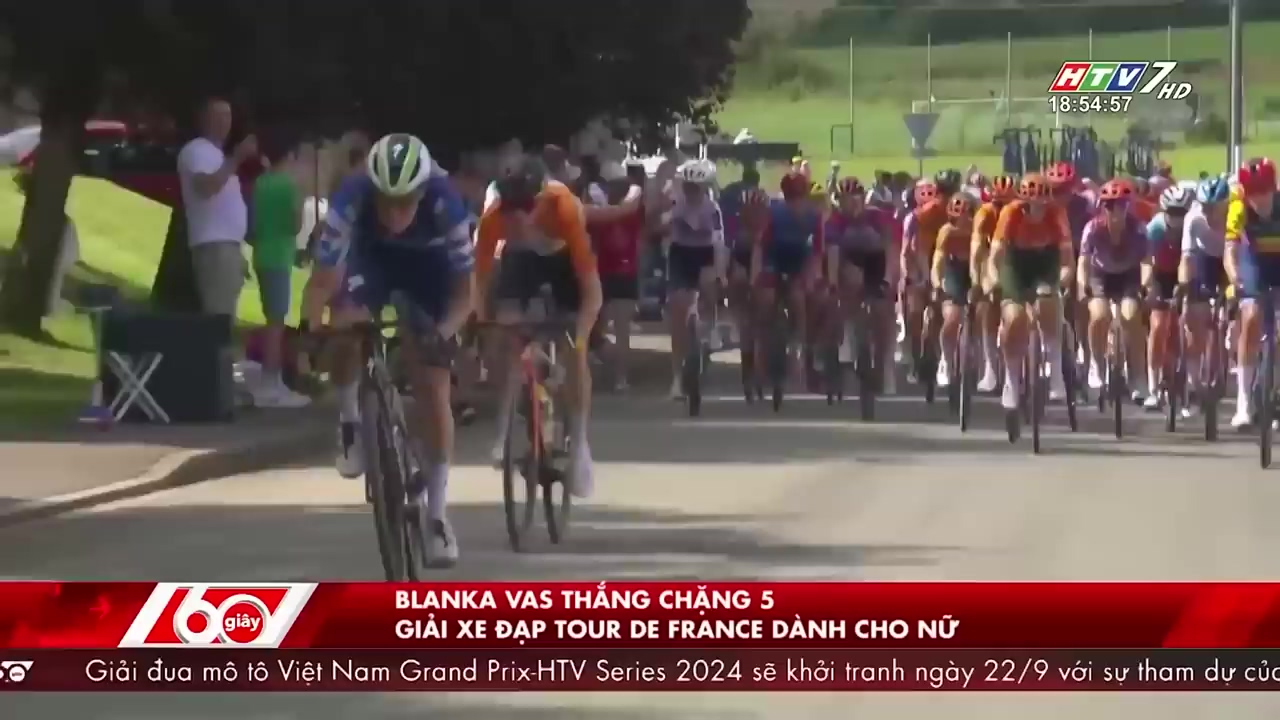 HTV7 HD
18:54:57
60 giây
BLANKA VAS THẮNG CHẶNG 5
GIẢI XE ĐẠP TOUR DE FRANCE DÀNH CHO NỮ
Giải đua mô tô Việt Nam Grand Prix-HTV Series 2024 sẽ khởi tranh ngày 22/9 với sự tham dự của